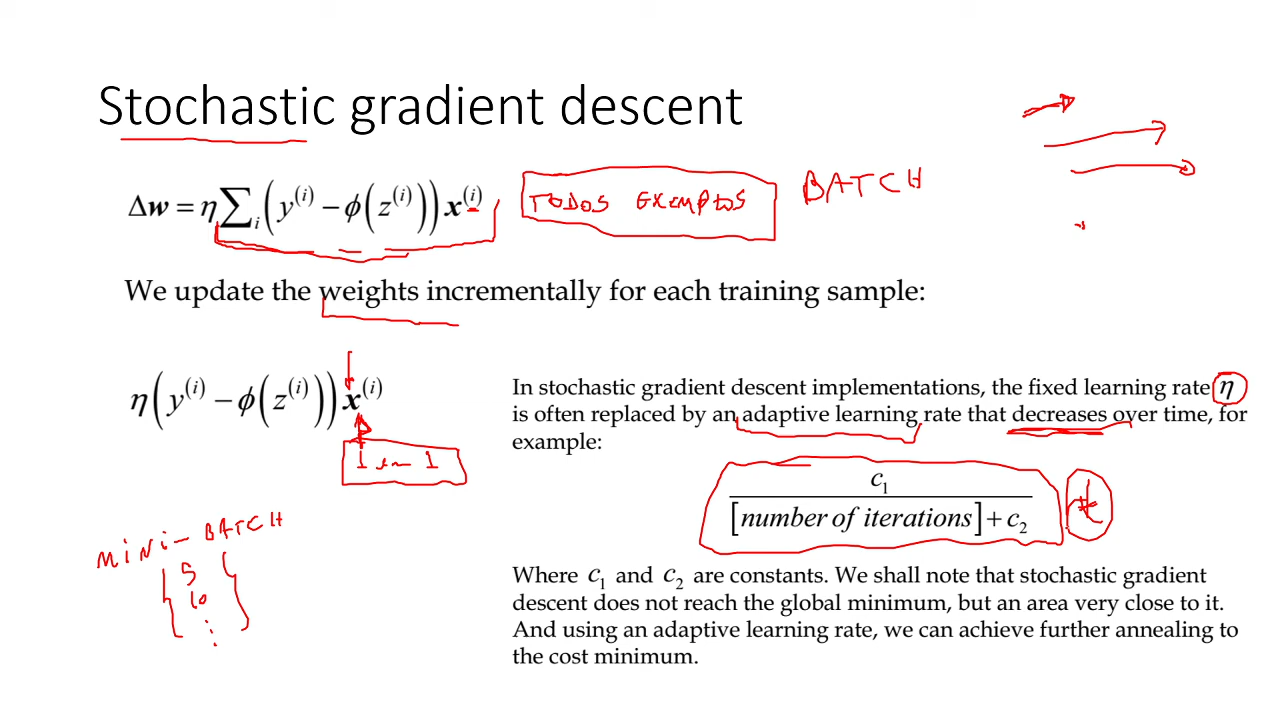 Stochastic gradient descent
Δw = η∑ᵢ(y⁽ⁱ⁾ − ϕ(z⁽ⁱ⁾))x⁽ⁱ⁾
TODOS EXEMPLOS
BATCH
We update the weights incrementally for each training sample:
η(y⁽ⁱ⁾ − ϕ(z⁽ⁱ⁾))x⁽ⁱ⁾
1 em 1
MINI-BATCH
5
10
⋮
In stochastic gradient descent implementations, the fixed learning rate η
is often replaced by an adaptive learning rate that decreases over time, for
example:
c₁
[number of iterations] + c₂
Where c₁ and c₂ are constants. We shall note that stochastic gradient
descent does not reach the global minimum, but an area very close to it.
And using an adaptive learning rate, we can achieve further annealing to
the cost minimum.